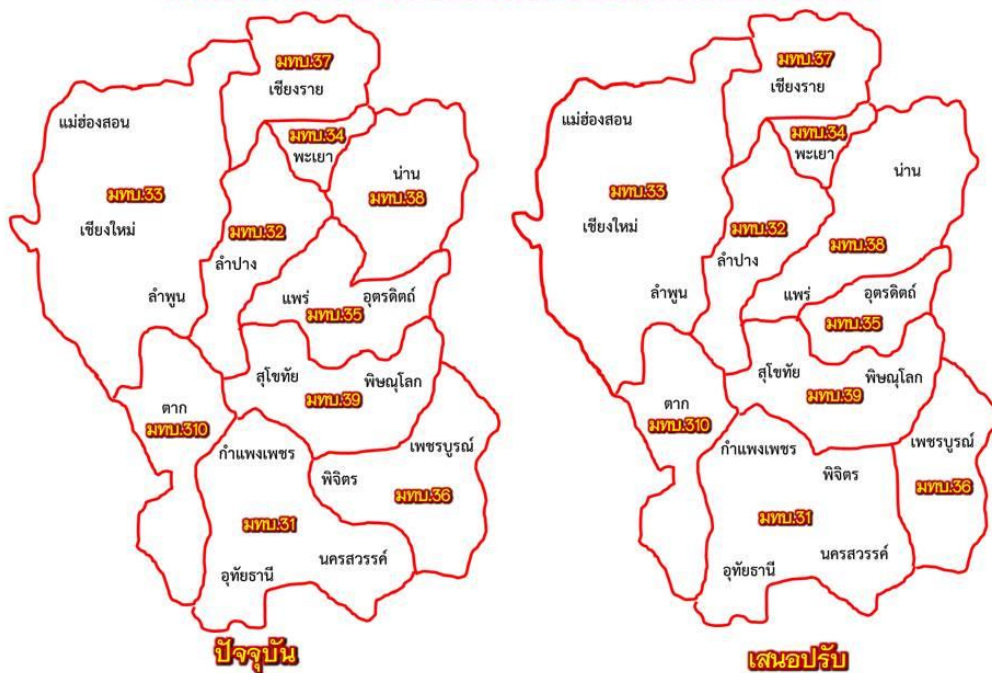 มทบ.37
เชียงราย
แม่ฮ่องสอน
มทบ.34
พะเยา
น่าน
มทบ.33
มทบ.38
เชียงใหม่
มทบ.32
ลำปาง
ลำพูน
แพร่
อุตรดิตถ์
มทบ.35
สุโขทัย
พิษณุโลก
มทบ.39
ตาก
มทบ.310
กำแพงเพชร
เพชรบูรณ์
พิจิตร
มทบ.36
มทบ.31
นครสวรรค์
อุทัยธานี
ปัจจุบัน
มทบ.37
เชียงราย
แม่ฮ่องสอน
มทบ.34
พะเยา
น่าน
มทบ.33
เชียงใหม่
มทบ.32
มทบ.38
ลำปาง
ลำพูน
แพร่
อุตรดิตถ์
มทบ.35
สุโขทัย
พิษณุโลก
มทบ.39
ตาก
มทบ.310
กำแพงเพชร
เพชรบูรณ์
พิจิตร
มทบ.36
มทบ.31
นครสวรรค์
อุทัยธานี
เสนอปรับ